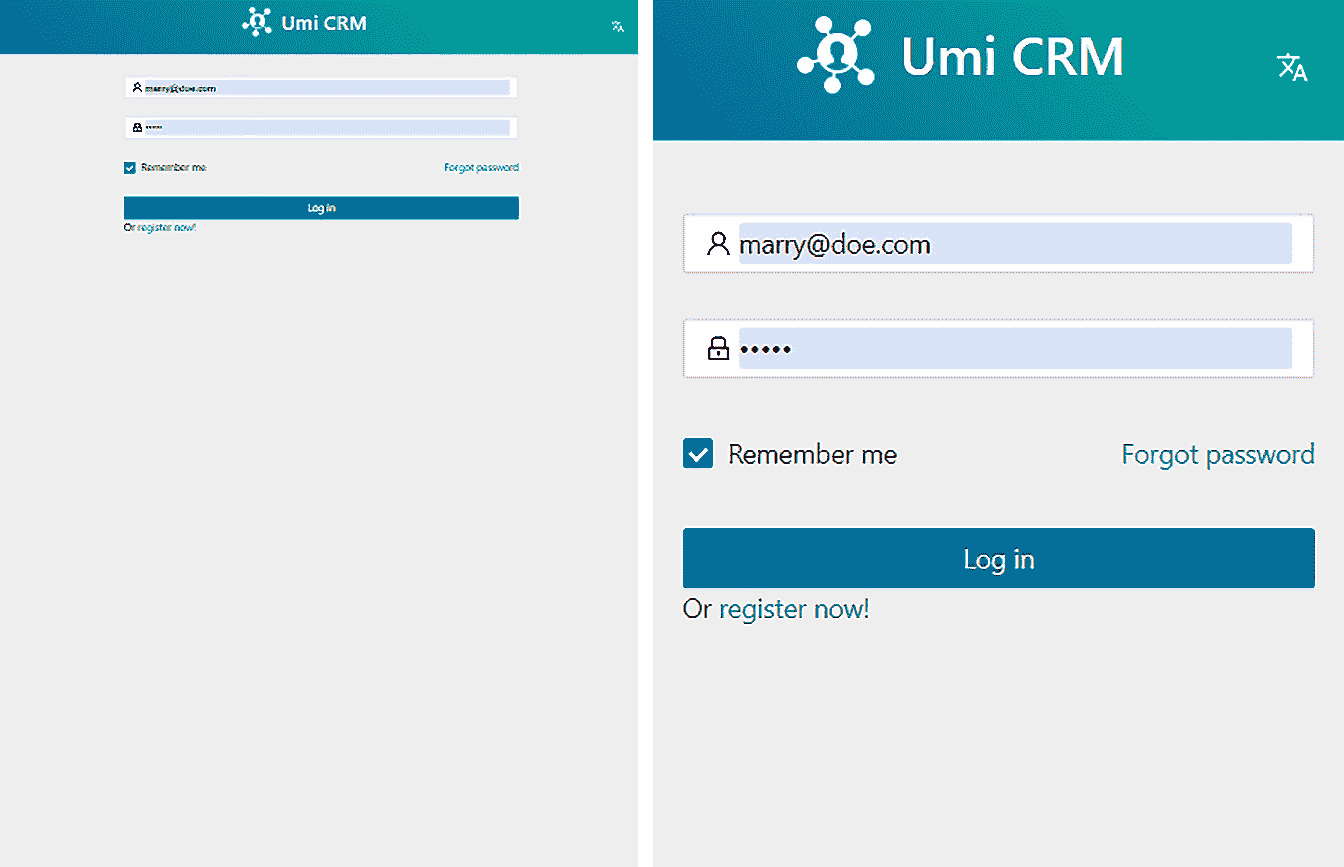 Umi CRM
marry@doe.com
•••••
Remember me Forgot password
Log in
Or register now!
Umi CRM
marry@doe.com
•••••
Remember me Forgot password
Log in
Or register now!